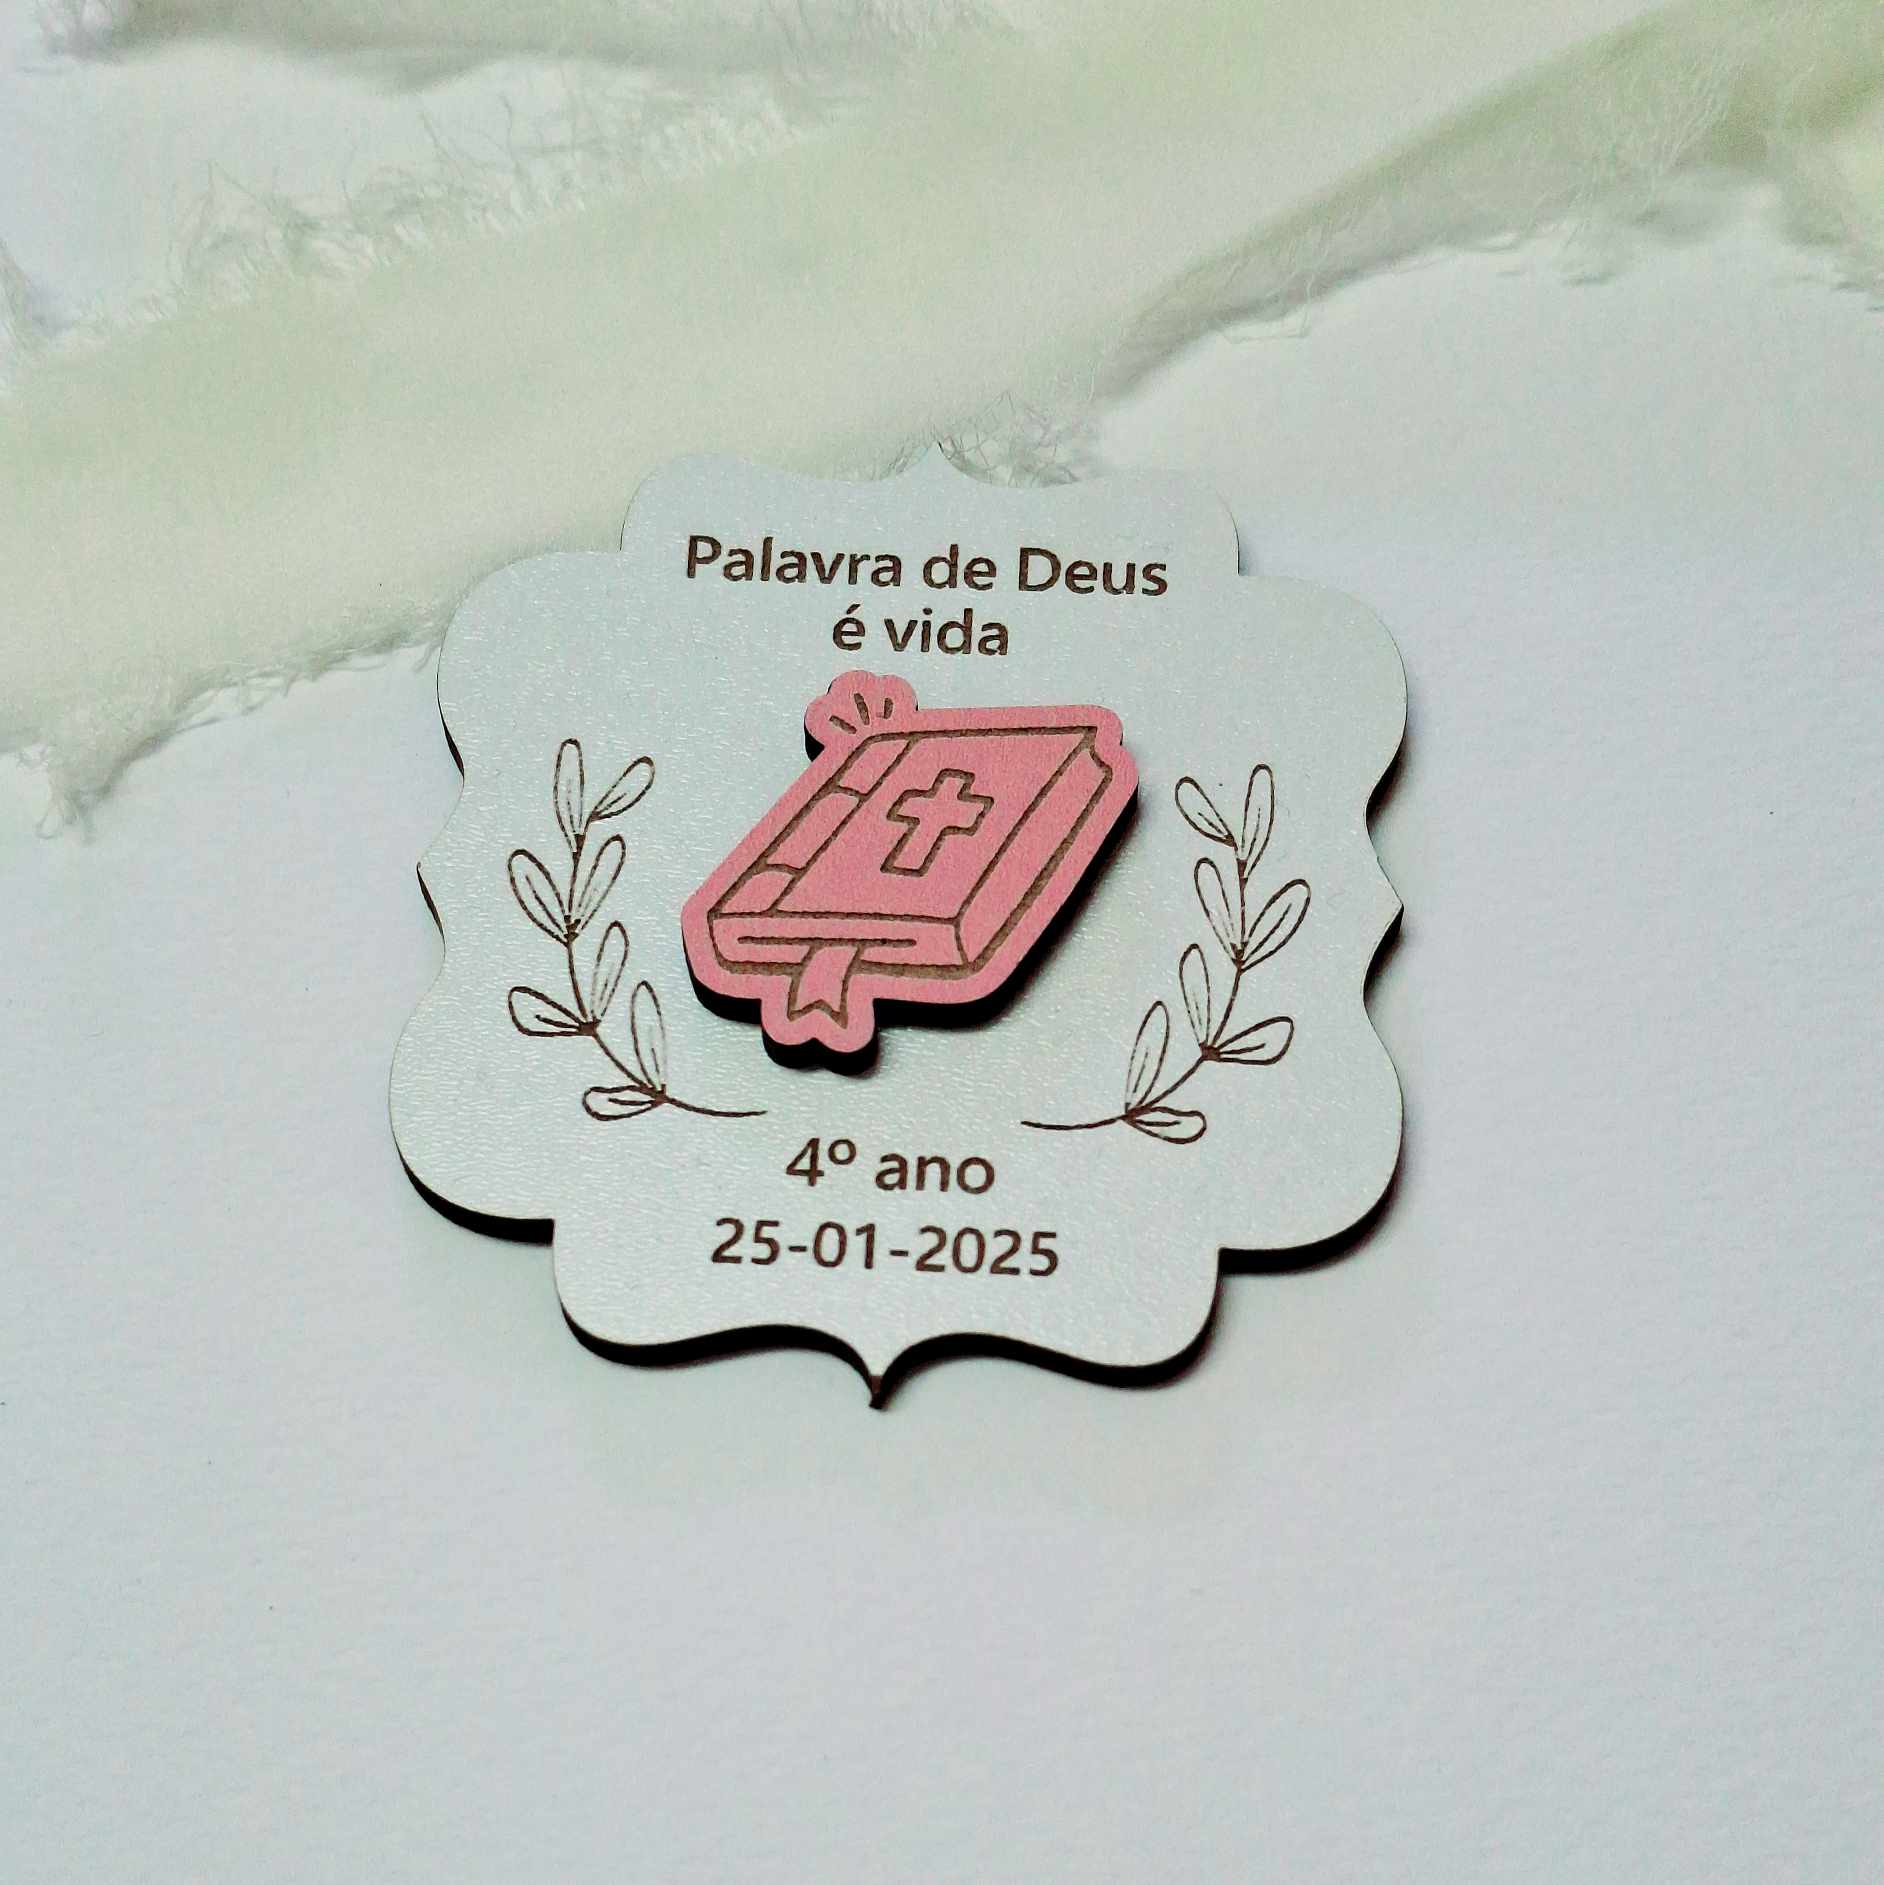 Palavra de Deus
é vida
4º ano
25-01-2025